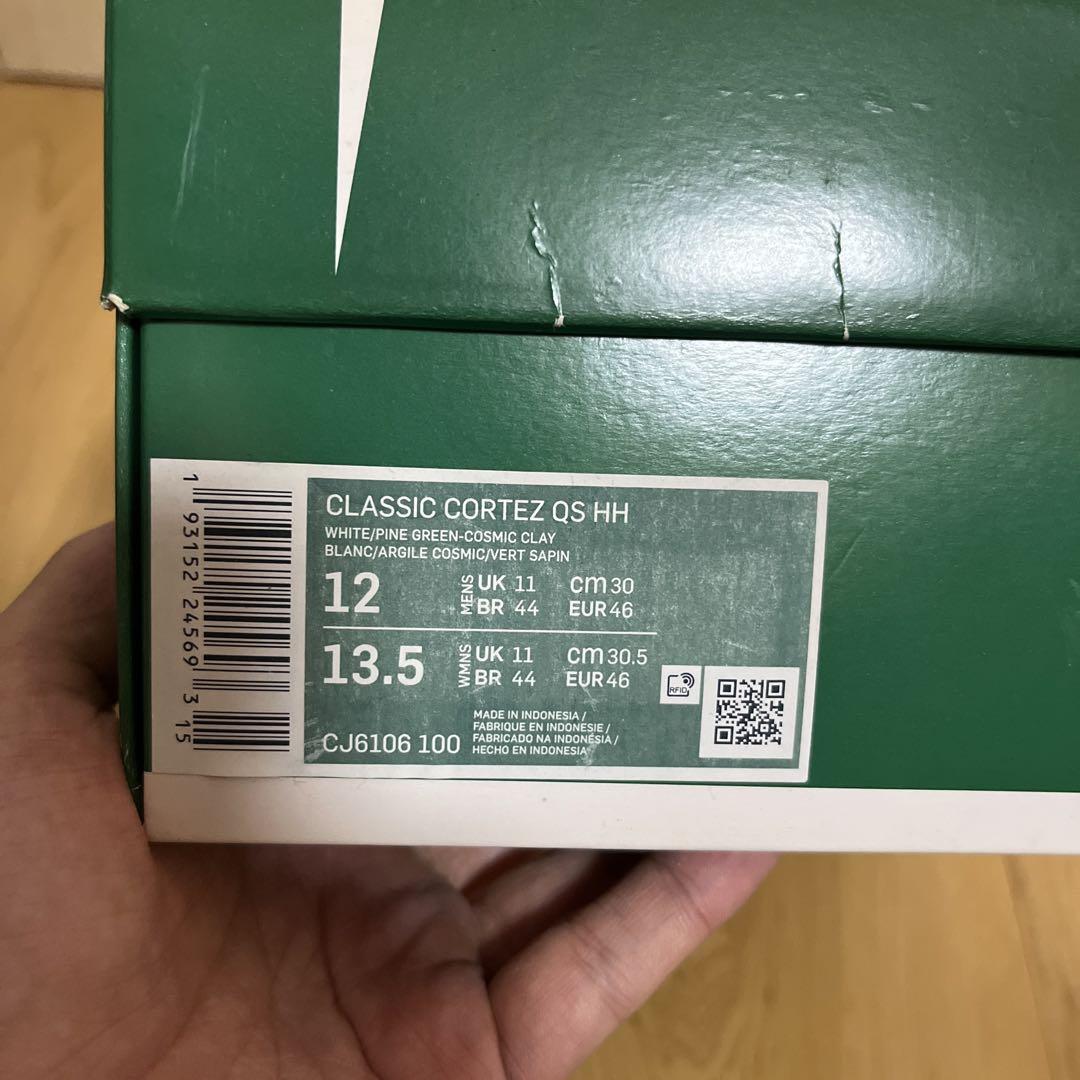 CLASSIC CORTEZ QS HH
WHITE/PINE GREEN-COSMIC CLAY
BLANC/ARGILE COSMIC/VERT SAPIN
12 MENS UK 11 cm 30
BR 44 EUR 46
13.5 WMNS UK 11 cm 30.5
BR 44 EUR 46
RFID
CJ6106 100
MADE IN INDONESIA /
FABRIQUE EN INDONESIE /
FABRICADO NA INDONÉSIA /
HECHO EN INDONESIA
1 93152 24569 3 15